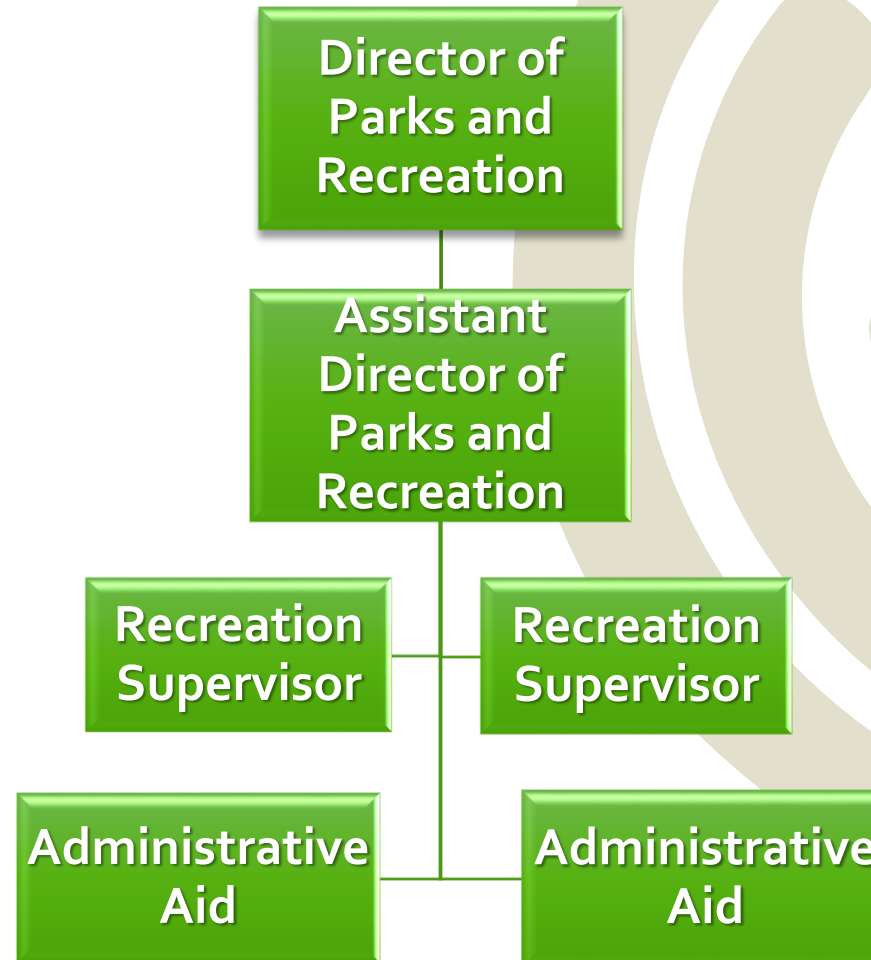 Director of
Parks and
Recreation
Assistant
Director of
Parks and
Recreation
Recreation
Supervisor
Recreation
Supervisor
Administrative
Aid
Administrative
Aid